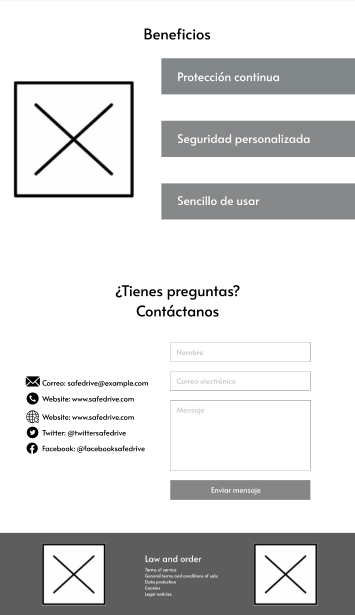 Beneficios
Protección continua
Seguridad personalizada
Sencillo de usar
¿Tienes preguntas?
Contáctanos
Correo: safedrive@example.com
Website: www.safedrive.com
Website: www.safedrive.com
Twitter: @twittersafedrive
Facebook: @facebooksafedrive
Nombre
Correo electrónico
Mensaje
Enviar mensaje
Law and order
Terms of service
General terms and conditions of sale
Data protection
Cookies
Legal notices